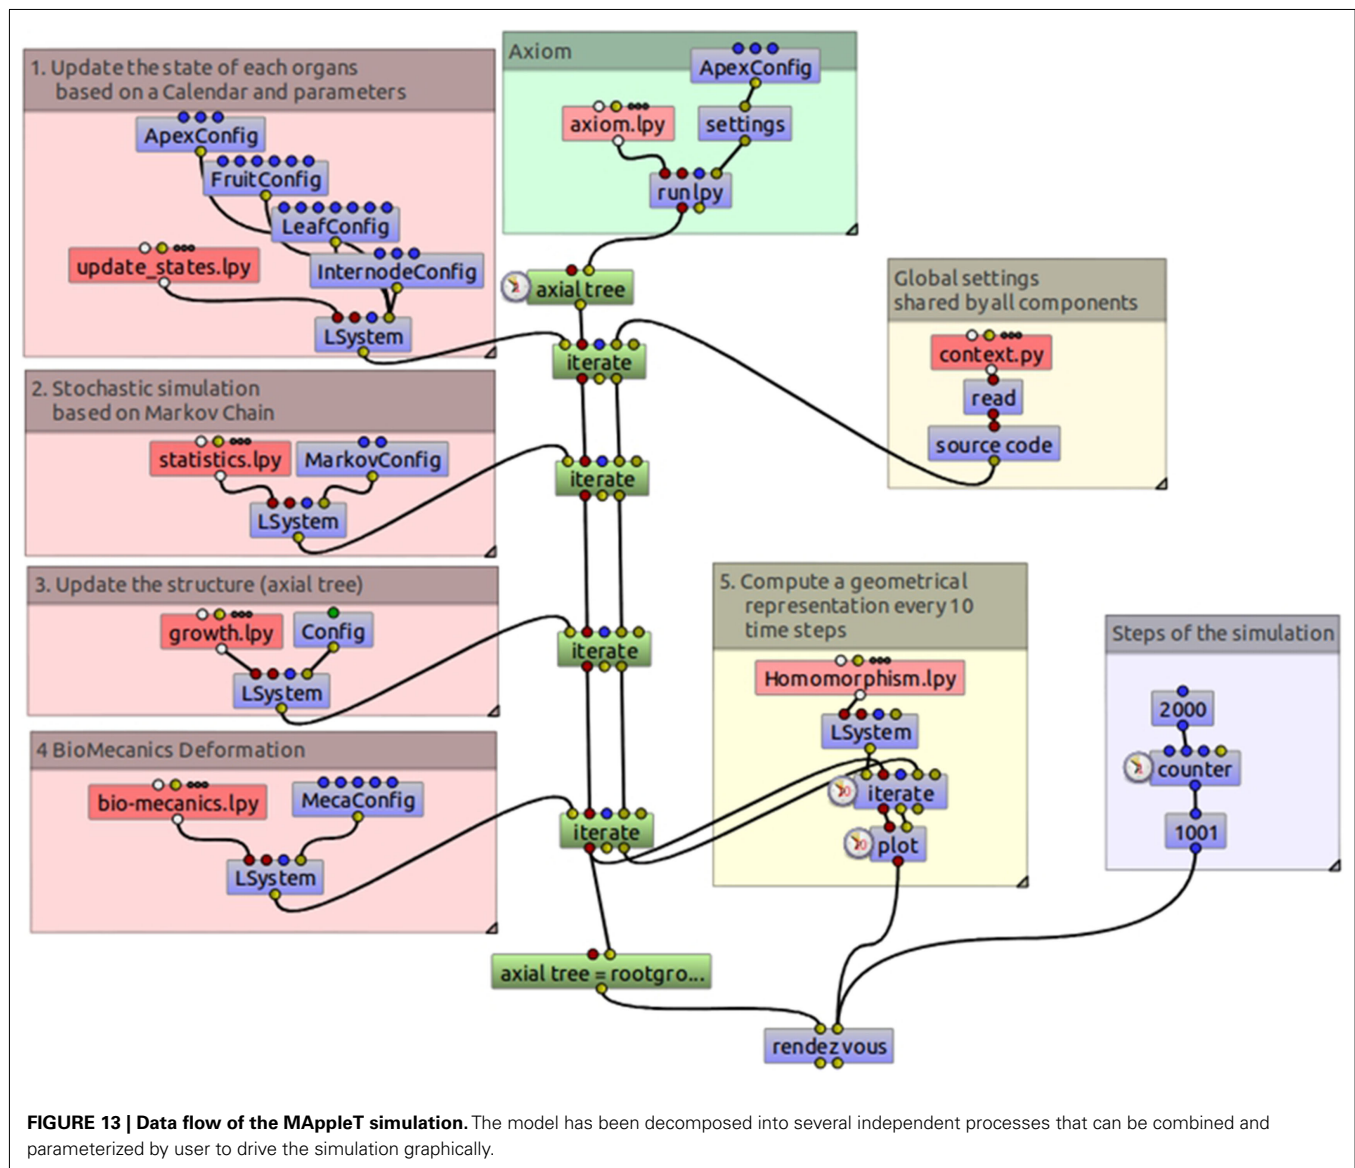 1. Update the state of each organs
based on a Calendar and parameters
ApexConfig
FruitConfig
LeafConfig
InternodeConfig
update_states.lpy
LSystem
2. Stochastic simulation
based on Markov Chain
statistics.lpy
MarkovConfig
LSystem
3. Update the structure (axial tree)
growth.lpy
Config
LSystem
4 BioMecanics Deformation
bio-mecanics.lpy
MecaConfig
LSystem
Axiom
ApexConfig
axiom.lpy
settings
run lpy
axial tree
iterate
iterate
iterate
iterate
axial tree = rootgro...
Global settings
shared by all components
context.py
read
source code
5. Compute a geometrical
representation every 10
time steps
Homomorphism.lpy
LSystem
iterate
plot
Steps of the simulation
2000
counter
1001
rendez vous
FIGURE 13 | Data flow of the MAppleT simulation. The model has been decomposed into several independent processes that can be combined and
parameterized by user to drive the simulation graphically.